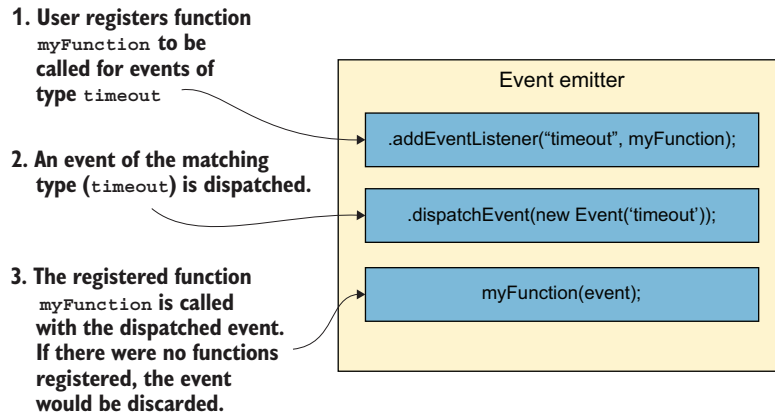 1. User registers function
myFunction to be
called for events of
type timeout
Event emitter
.addEventListener(“timeout”, myFunction);
2. An event of the matching
type (timeout) is dispatched.
.dispatchEvent(new Event(‘timeout’));
3. The registered function
myFunction is called
with the dispatched event.
If there were no functions
registered, the event
would be discarded.
myFunction(event);